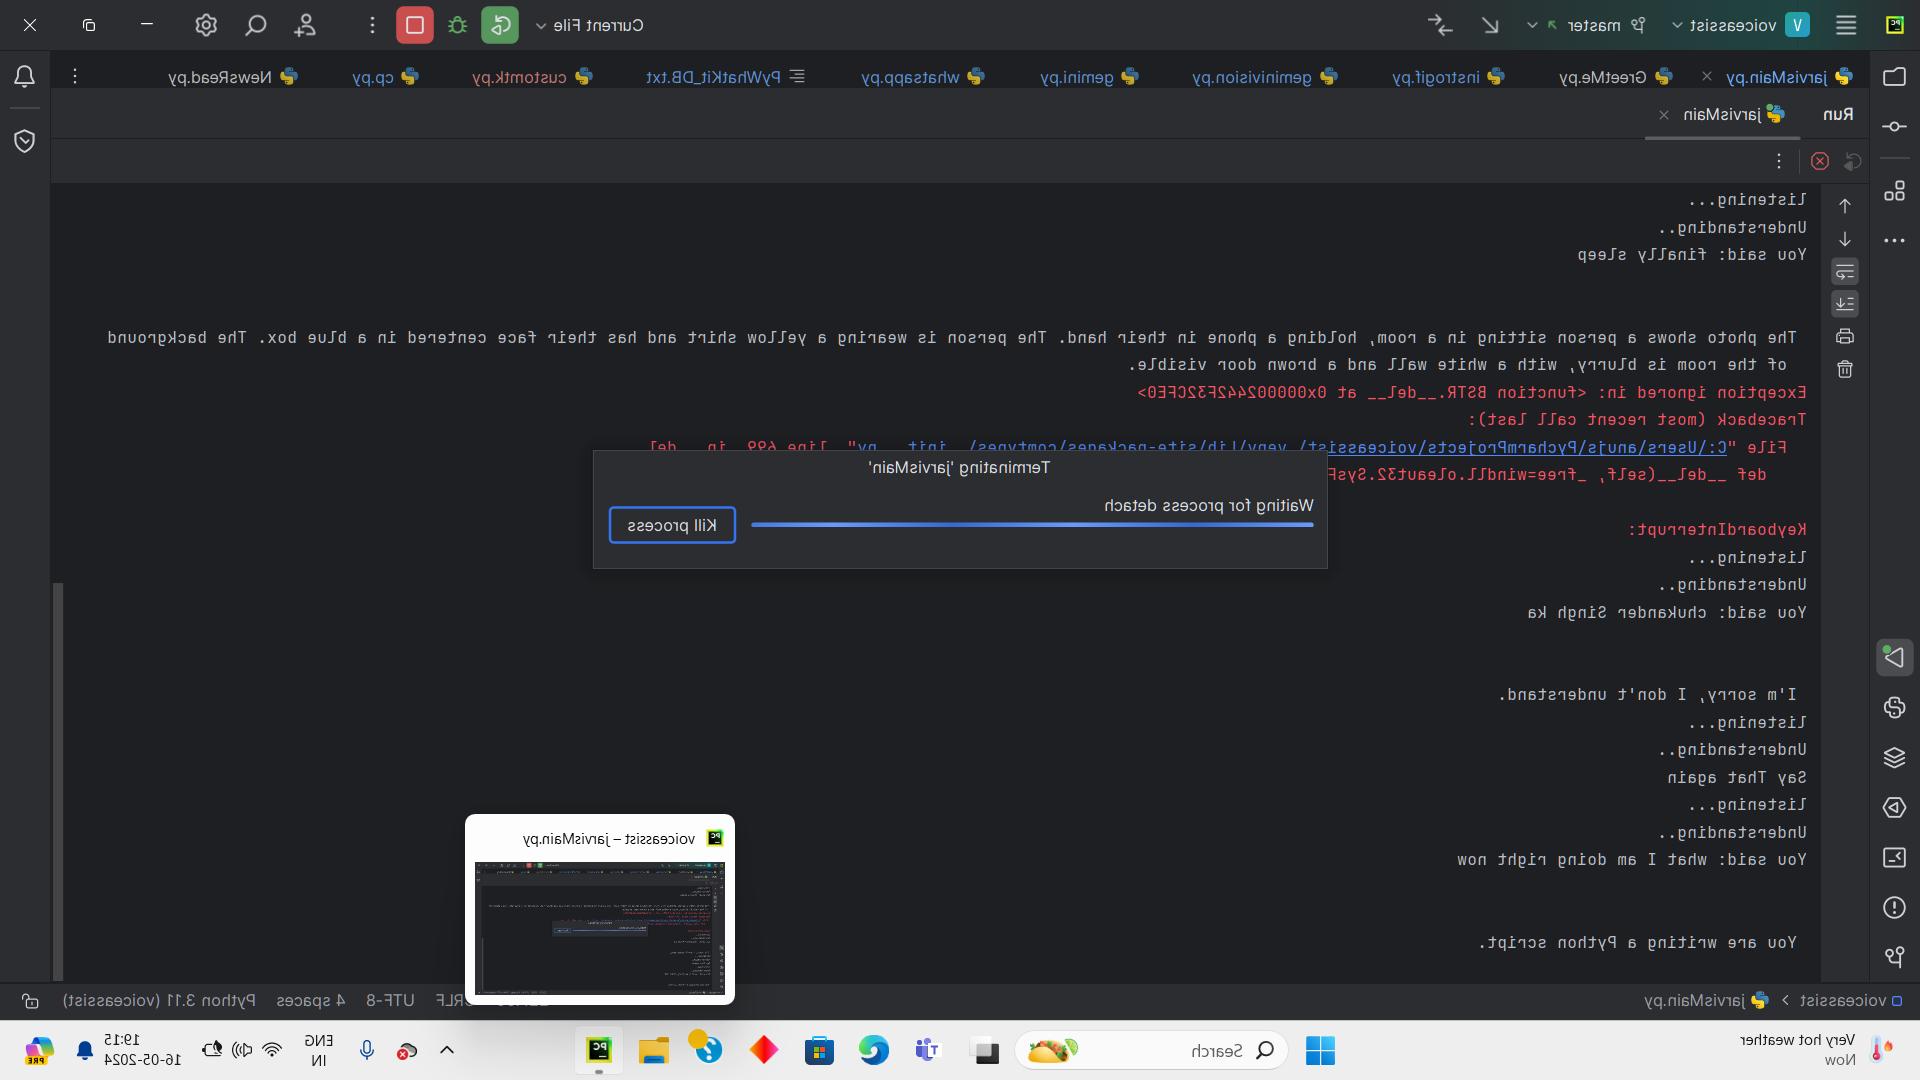 voiceassist
master
Current File
jarvisMain.py
GreetMe.py
instrogif.py
geminivision.py
gemini.py
whatsapp.py
PyWhatKit_DB.txt
customtk.py
cp.py
NewsRead.py
Run
jarvisMain
listening...
Understanding..
You said: finally sleep
The photo shows a person sitting in a room, holding a phone in their hand. The person is wearing a yellow shirt and has their face centered in a blue box. The background
of the room is blurry, with a white wall and a brown door visible.
Exception ignored in: <function BSTR.__del__ at 0x000002442F32CFE0>
Traceback (most recent call last):
File "C:\Users\anujs\PycharmProjects\voiceassist\.venv\Lib\site-packages\comtypes\__init__.py", line 699, in __del__
def __del__(self, _free=windll.oleaut32.SysF
Terminating 'jarvisMain'
Waiting for process detach
Kill process
KeyboardInterrupt:
listening...
Understanding..
You said: chukander Singh ka
I'm sorry, I don't understand.
listening...
Understanding..
Say That again
listening...
Understanding..
You said: what I am doing right now
You are writing a Python script.
voiceassist – jarvisMain.py
voiceassist > jarvisMain.py
CRLF
UTF-8
4 spaces
Python 3.11 (voiceassist)
Very hot weather
Now
Search
ENG
IN
19:15
16-05-2024
PRE